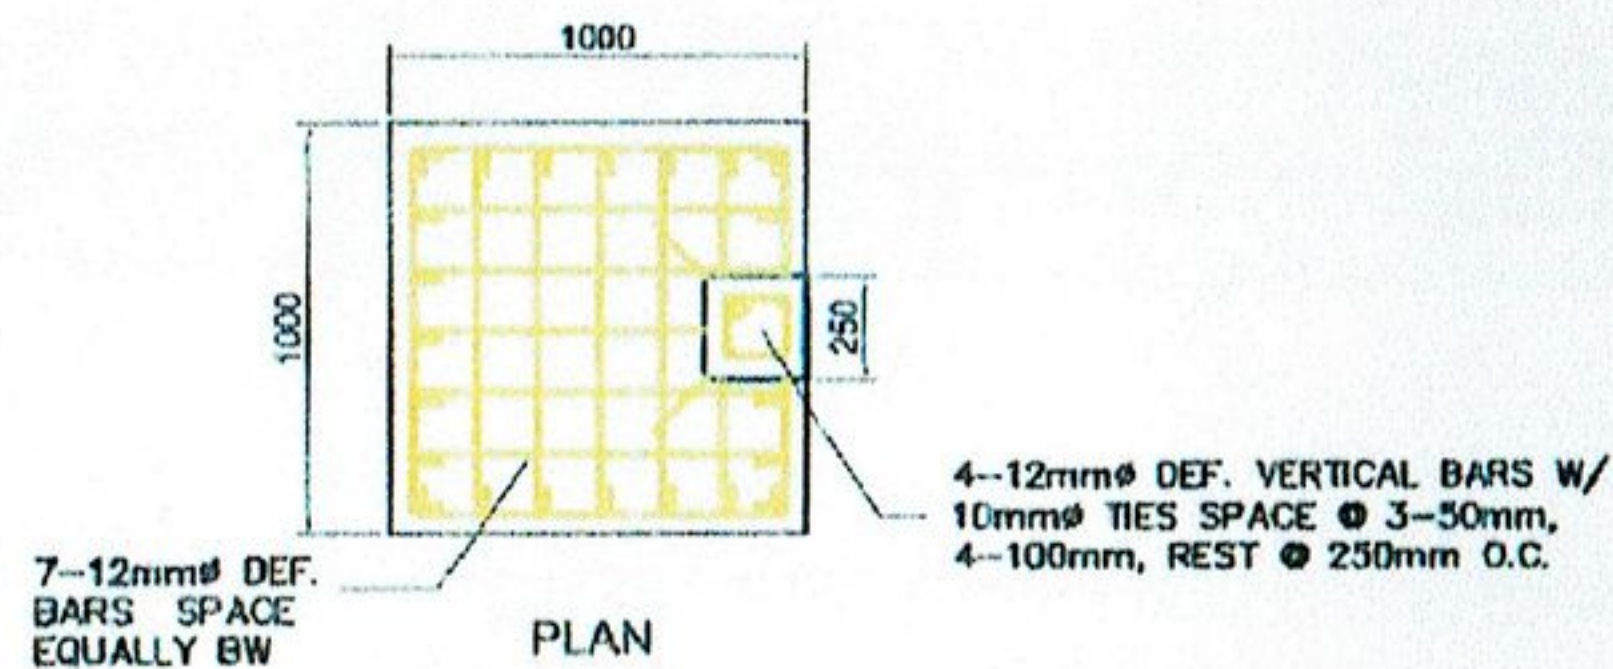 1000
1000
250
4-12mmø DEF. VERTICAL BARS W/
10mmø TIES SPACE @ 3-50mm,
4-100mm, REST @ 250mm O.C.
7-12mmø DEF.
BARS SPACE
EQUALLY BW
PLAN